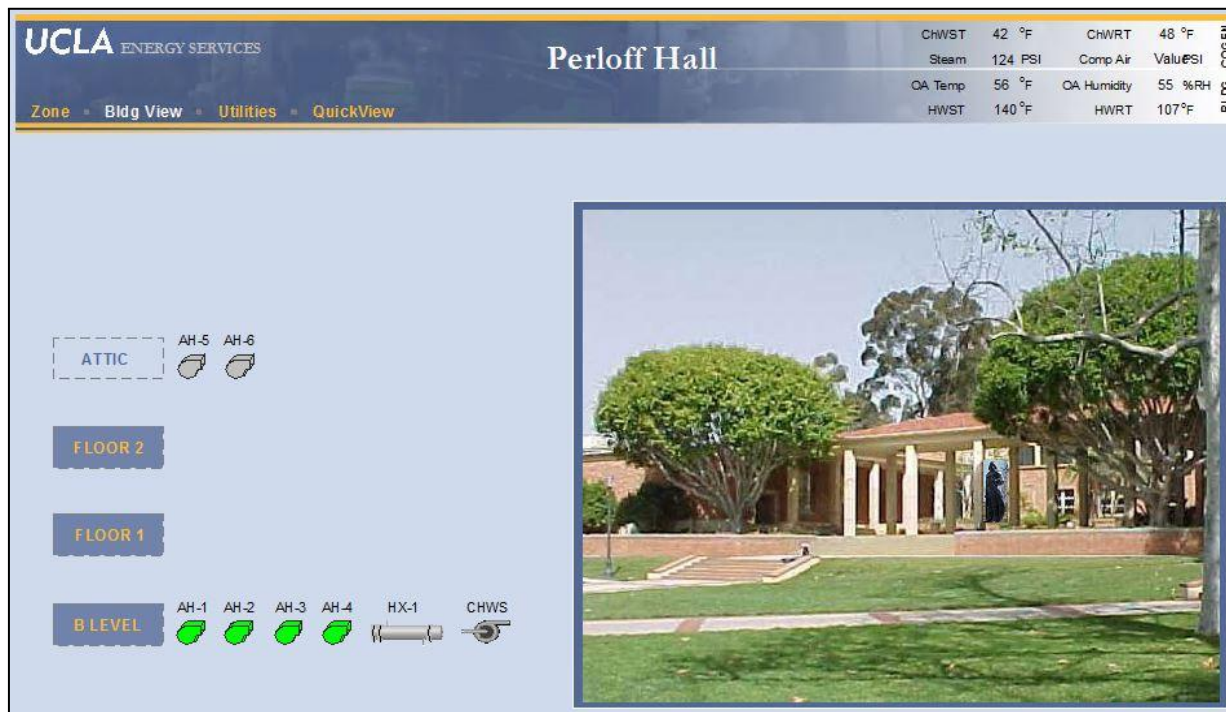 UCLA ENERGY SERVICES
Perloff Hall
ChWST 42 °F ChWRT 48 °F
Steam 124 PSI Comp Air Value PSI
OA Temp 56 °F OA Humidity 55 %RH
HWST 140 °F HWRT 107 °F
Zone Bldg View Utilities QuickView
AH-5 AH-6
ATTIC
FLOOR 2
FLOOR 1
AH-1 AH-2 AH-3 AH-4 HX-1 CHWS
B LEVEL